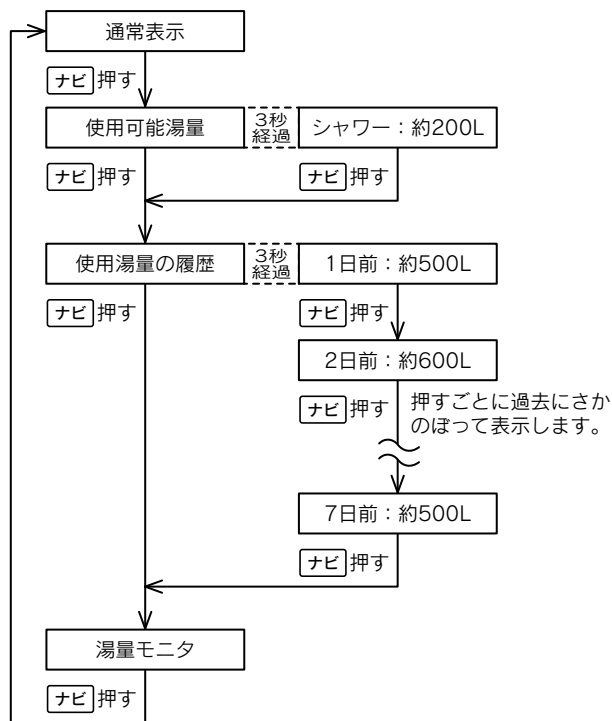 通常表示
ナビ 押す
使用可能湯量
3秒
経過
シャワー：約200L
ナビ 押す
ナビ 押す
使用湯量の履歴
3秒
経過
1日前：約500L
ナビ 押す
ナビ 押す
2日前：約600L
ナビ 押す
押すごとに過去にさか
のぼって表示します。
7日前：約500L
ナビ 押す
湯量モニタ
ナビ 押す